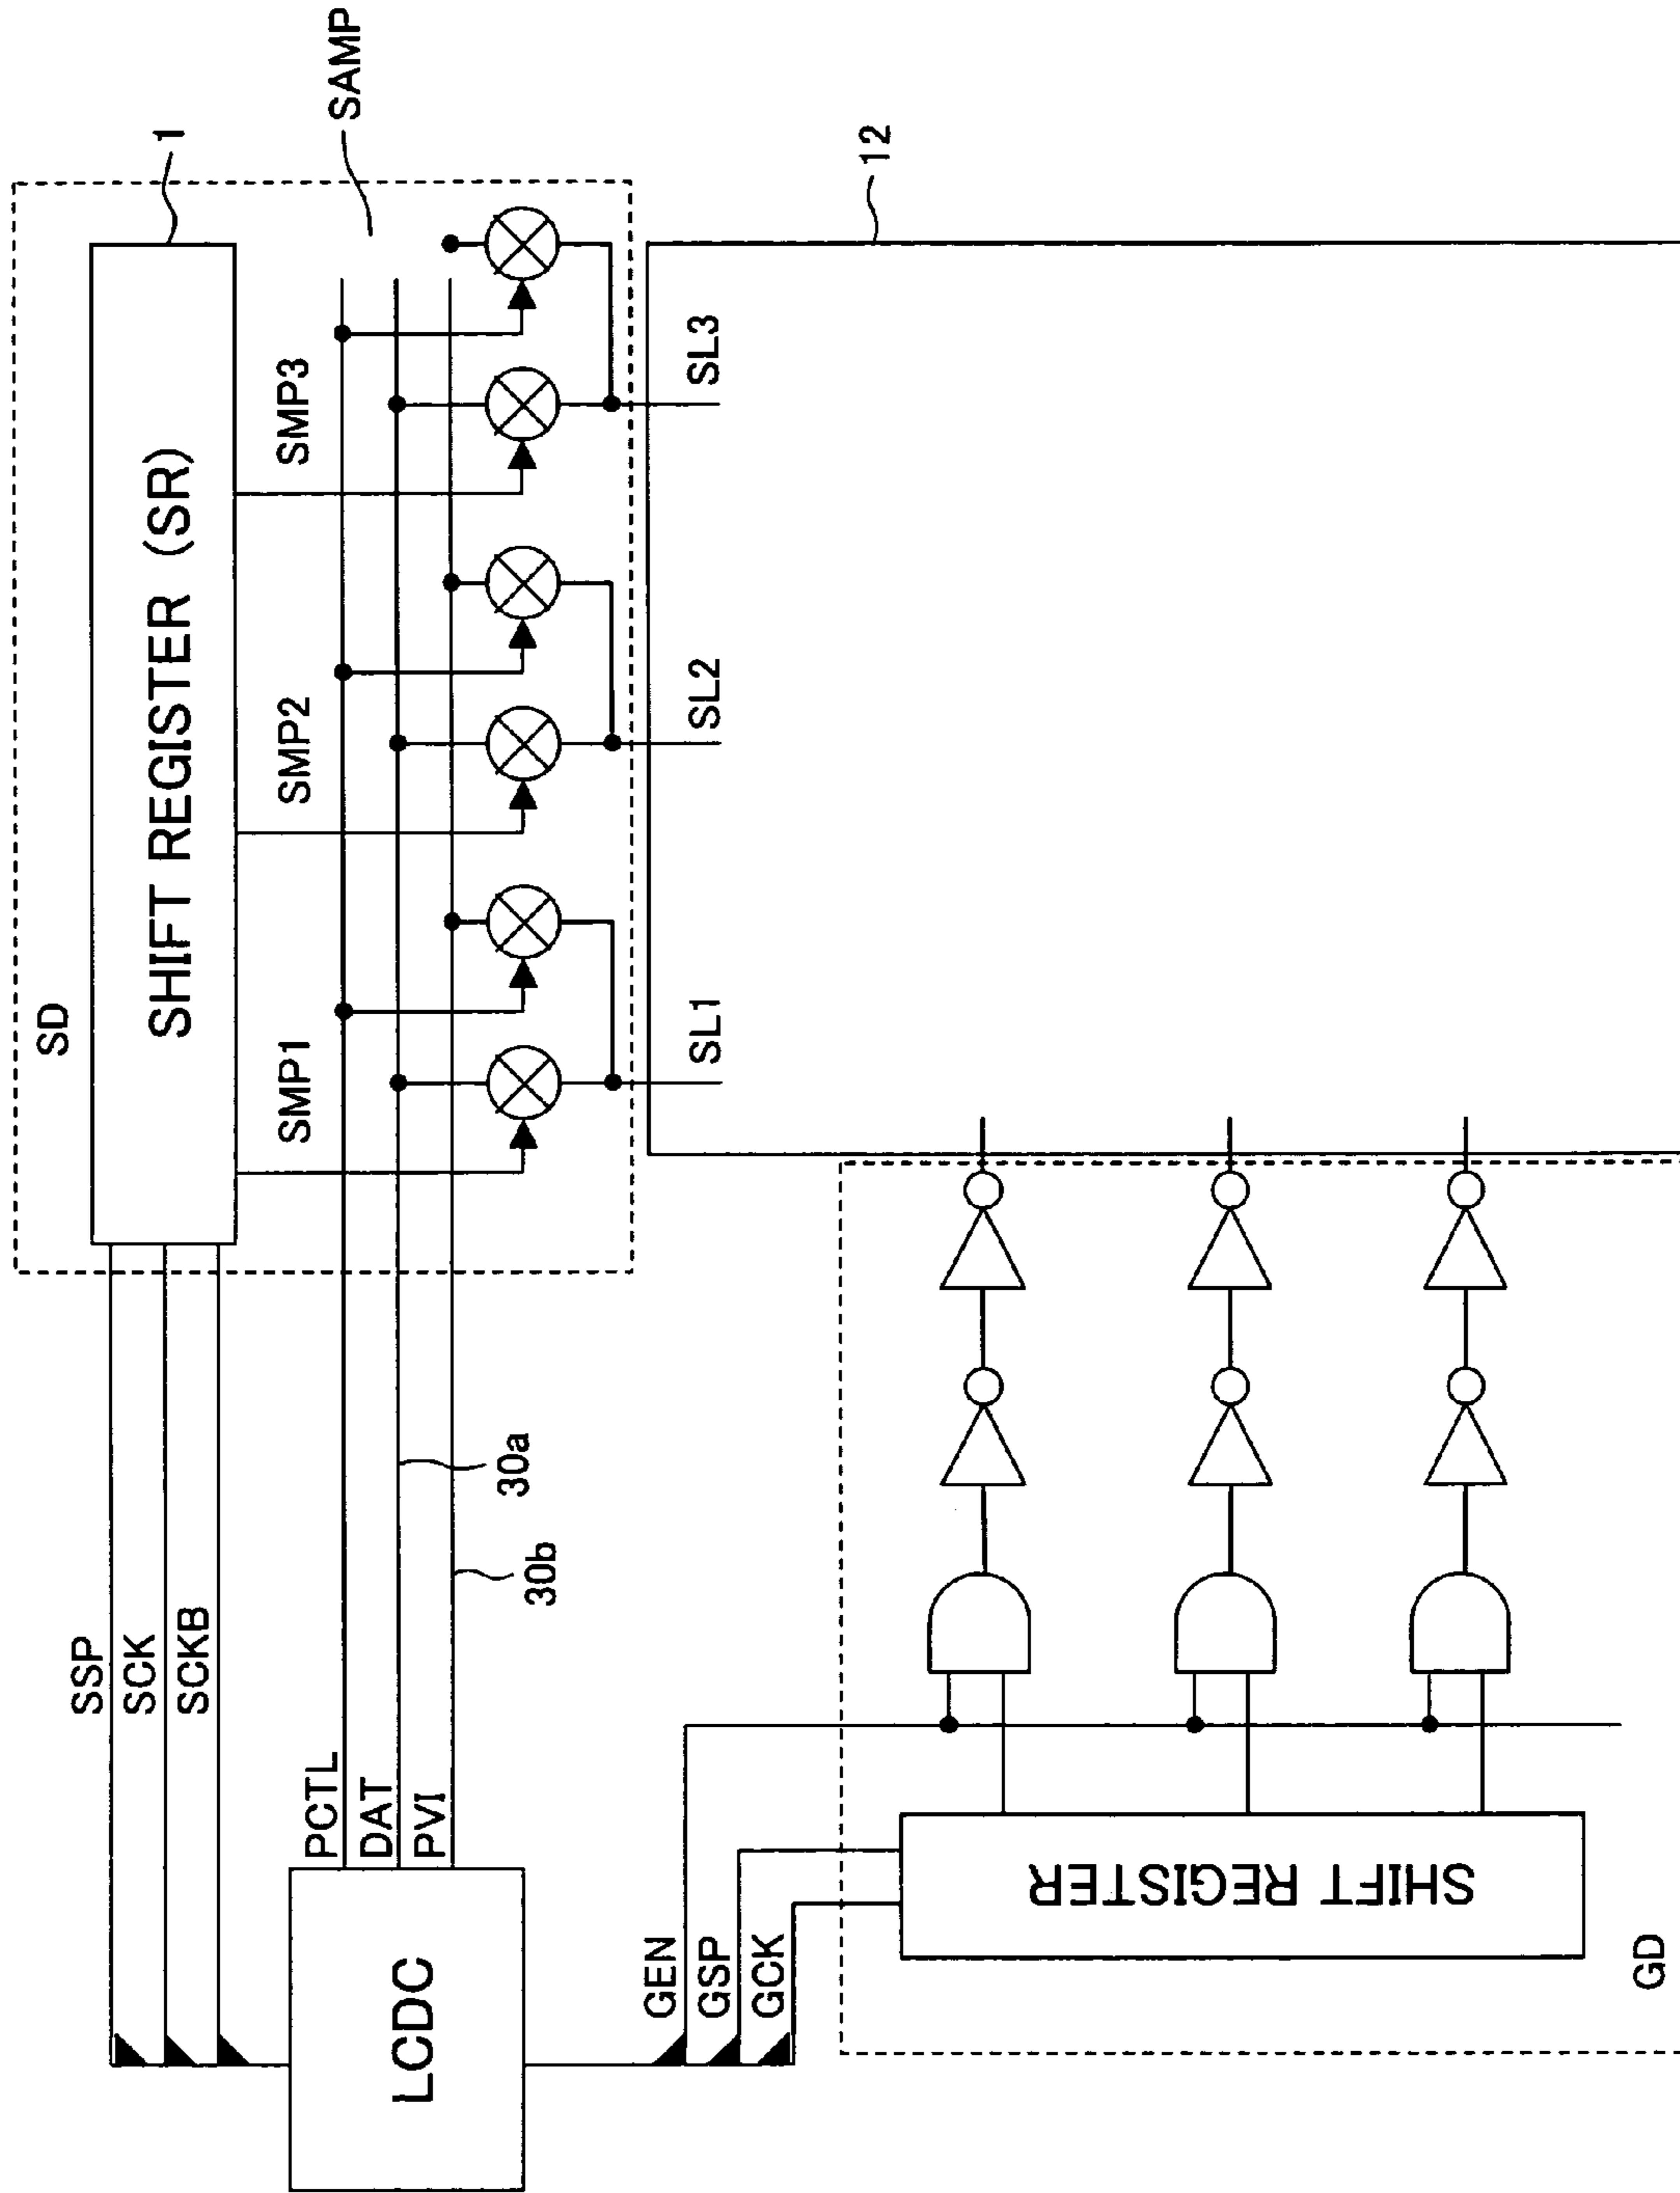 SD
1
SHIFT REGISTER (SR)
SAMP
SSP
SCK
SCKB
SMP1
SMP2
SMP3
PCTL
DAT
PVI
30a
30b
LCDC
SL1
SL2
SL3
12
GEN
GSP
GCK
SHIFT REGISTER
GD